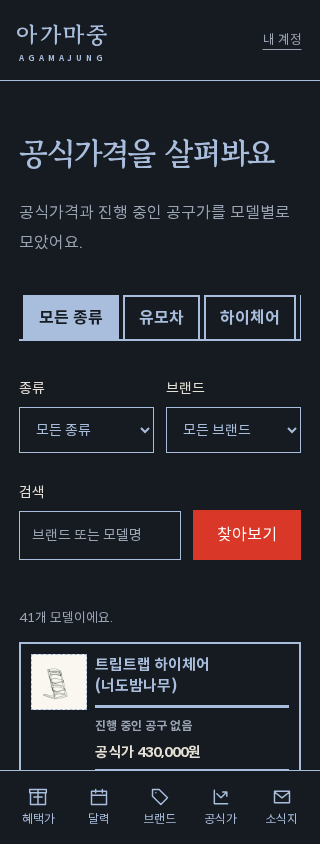 아가마중
AGAMAJUNG
내 계정
공식가격을 살펴봐요
공식가격과 진행 중인 공구가를 모델별로
모았어요.
모든 종류
유모차
하이체어
종류
브랜드
모든 종류
모든 브랜드
검색
브랜드 또는 모델명
찾아보기
41개 모델이에요.
트립트랩 하이체어
(너도밤나무)
진행 중인 공구 없음
공식가 430,000원
혜택가
달력
브랜드
공식가
소식지